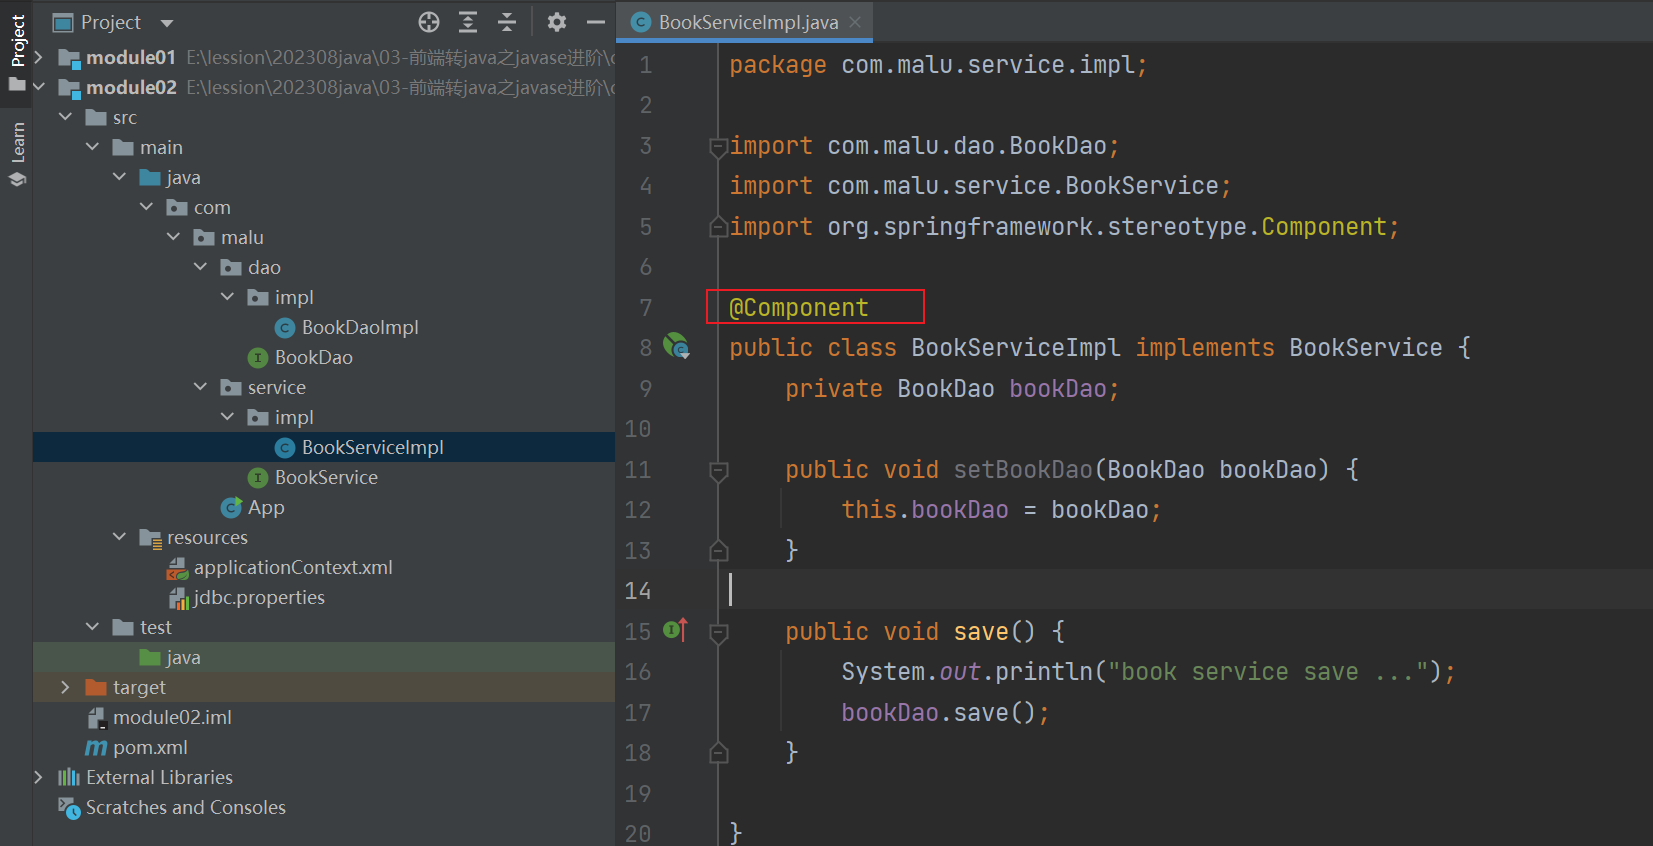 Project
Learn
Project
module01 E:\lession\202308java\03-前端转java之javase进阶\c
module02 E:\lession\202308java\03-前端转java之javase进阶\c
src
main
java
com
malu
dao
impl
BookDaoImpl
BookDao
service
impl
BookServiceImpl
BookService
App
resources
applicationContext.xml
jdbc.properties
test
java
target
module02.iml
pom.xml
External Libraries
Scratches and Consoles
BookServiceImpl.java
1 package com.malu.service.impl;
2
3 import com.malu.dao.BookDao;
4 import com.malu.service.BookService;
5 import org.springframework.stereotype.Component;
6
7 @Component
8 public class BookServiceImpl implements BookService {
9 private BookDao bookDao;
10
11 public void setBookDao(BookDao bookDao) {
12 this.bookDao = bookDao;
13 }
14
15 public void save() {
16 System.out.println("book service save ...");
17 bookDao.save();
18 }
19
20 }